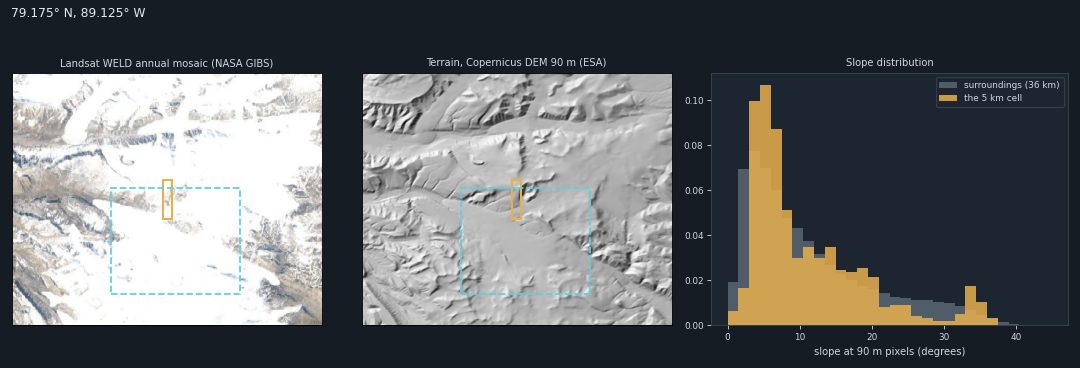 79.175° N, 89.125° W
Landsat WELD annual mosaic (NASA GIBS)
Terrain, Copernicus DEM 90 m (ESA)
Slope distribution
surroundings (36 km)
the 5 km cell
0.10
0.08
0.06
0.04
0.02
0.00
0 10 20 30 40
slope at 90 m pixels (degrees)